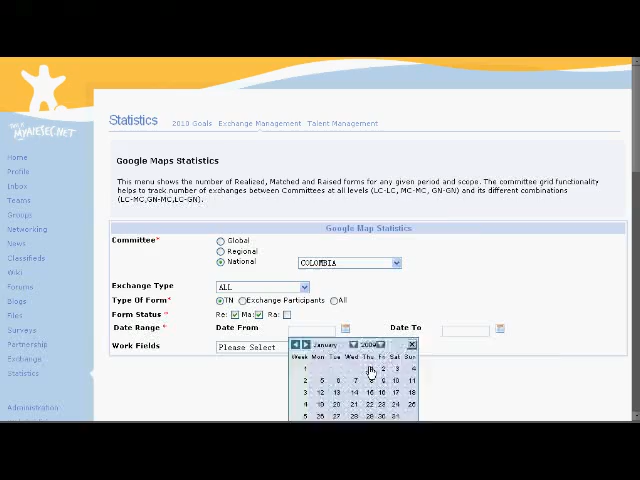 MYAIESEC.NET
Statistics 2010 Goals Exchange Management Talent Management
Home
Profile
Inbox
Teams
Groups
Networking
News
Classifieds
Wiki
Forums
Blogs
Files
Surveys
Partnership
Exchange
Statistics
Administration
Google Maps Statistics
This menu shows the number of Realized, Matched and Raised forms for any given period and scope. The committee grid functionality
helps to track number of exchanges between Committees at all levels (LC-LC, MC-MC, GN-GN) and its different combinations
(LC-MC,GN-MC,LC-GN).
Google Map Statistics
Committee* Global
Regional
National COLOMBIA
Exchange Type ALL
Type Of Form* TN Exchange Participants All
Form Status * Re: Ma: Ra:
Date Range * Date From Date To
Work Fields Please Select
January 2009 X
Week Mon Tue Wed Thu Fri Sat Sun
1 2 3 4
2 5 6 7 8 9 10 11
3 12 13 14 15 16 17 18
4 19 20 21 22 23 24
5 26 27 28 29 30 31